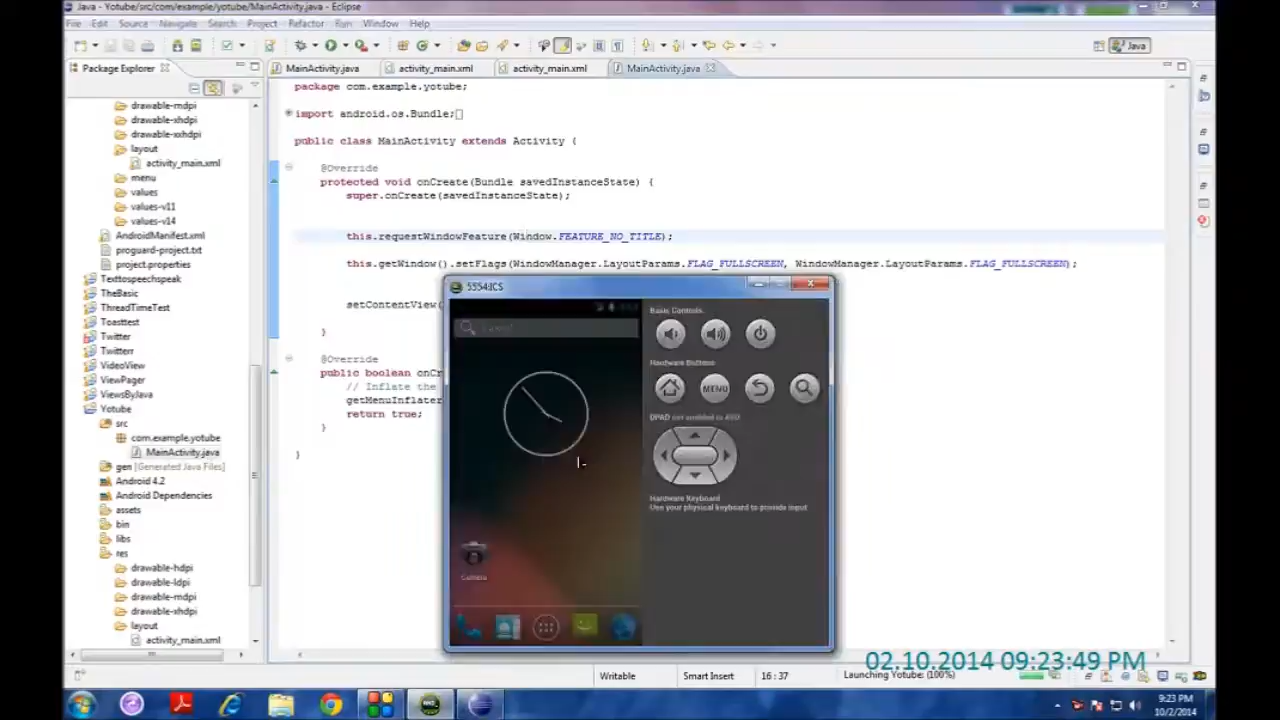 Java - Yotube/src/com/example/yotube/MainActivity.java - Eclipse
File Edit Source Navigate Search Project Refactor Run Window Help
Java
Package Explorer
MainActivity.java
activity_main.xml
activity_main.xml
MainActivity.java
drawable-mdpi
drawable-xhdpi
drawable-xxhdpi
layout
activity_main.xml
menu
values
values-v11
values-v14
AndroidManifest.xml
proguard-project.txt
project.properties
Texttospeechspeak
TheBasic
ThreadTimeTest
Toasttest
Twitter
Twitterr
VideoView
ViewPager
ViewsByJava
Yotube
src
com.example.yotube
MainActivity.java
gen [Generated Java Files]
Android 4.2
Android Dependencies
assets
bin
libs
res
drawable-hdpi
drawable-ldpi
drawable-mdpi
drawable-xhdpi
layout
activity_main.xml
package com.example.yotube;
import android.os.Bundle;
public class MainActivity extends Activity {
@Override
protected void onCreate(Bundle savedInstanceState) {
super.onCreate(savedInstanceState);
this.requestWindowFeature(Window.FEATURE_NO_TITLE);
this.getWindow().setFlags(WindowManager.LayoutParams.FLAG_FULLSCREEN, WindowManager.LayoutParams.FLAG_FULLSCREEN);
setContentView(
}
@Override
public boolean onCr
// Inflate the
getMenuInflater
return true;
}
}
5554:ICS
Camera
Basic Controls
Hardware Buttons
MENU
DPAD not enabled in AVD
Hardware Keyboard
Use your physical keyboard to provide input
Writable
Smart Insert
16 : 37
Launching Yotube: (100%)
02.10.2014 09:23:49 PM
9:23 PM
10/2/2014